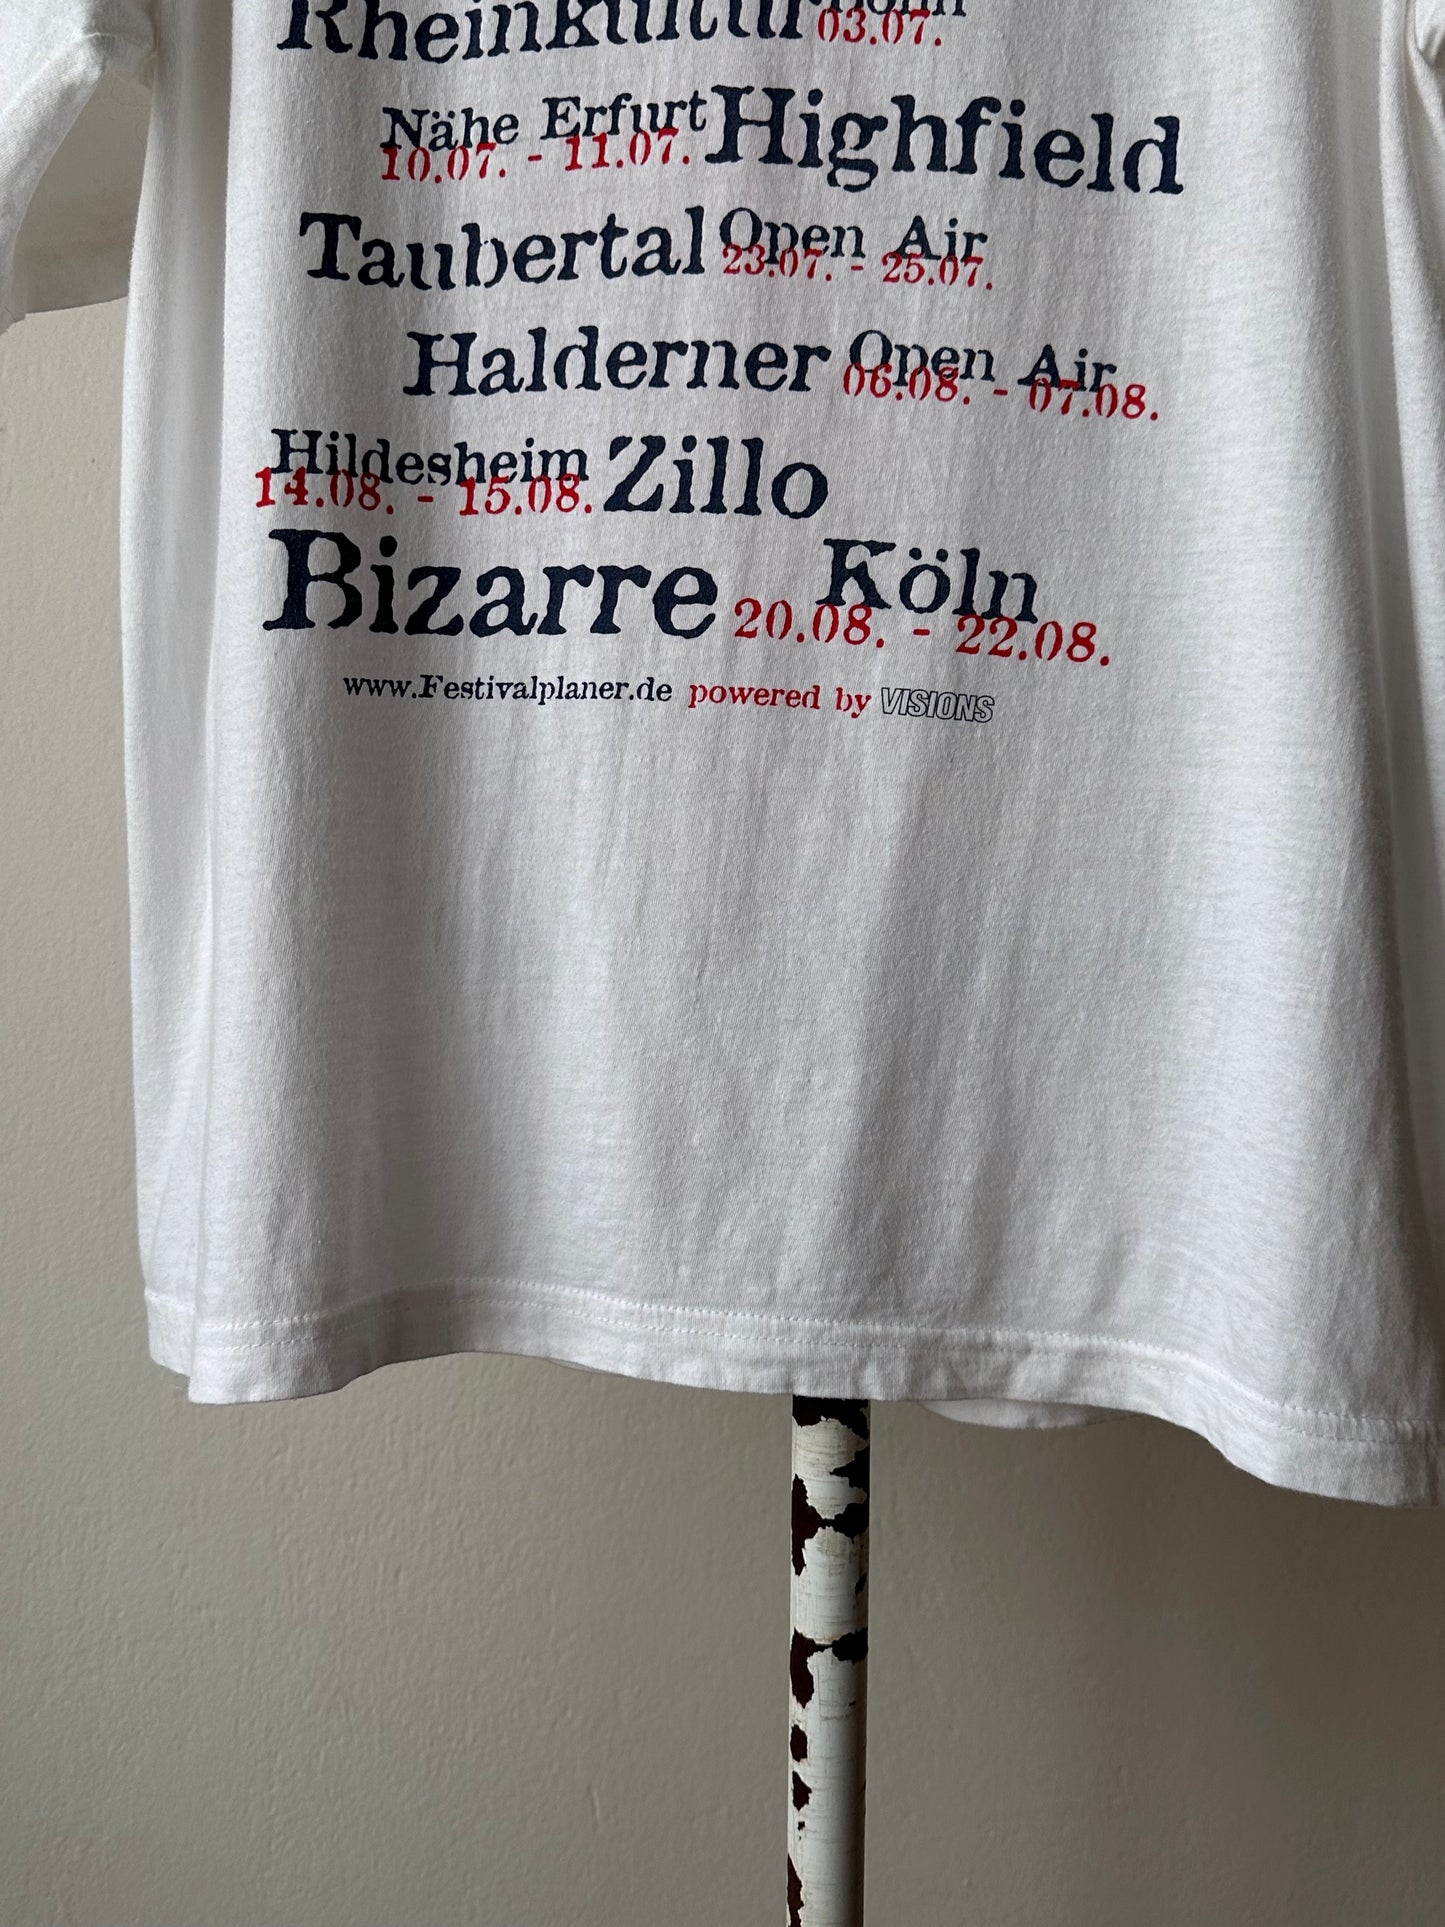 Rheinkultur 03.07.
Nähe Erfurt Highfield
10.07. - 11.07.
Taubertal Open Air
23.07. - 25.07.
Halderner Open Air
06.08. - 07.08.
Hildesheim Zillo
14.08. - 15.08.
Bizarre Köln
20.08. - 22.08.
www.Festivalplaner.de powered by VISIONS